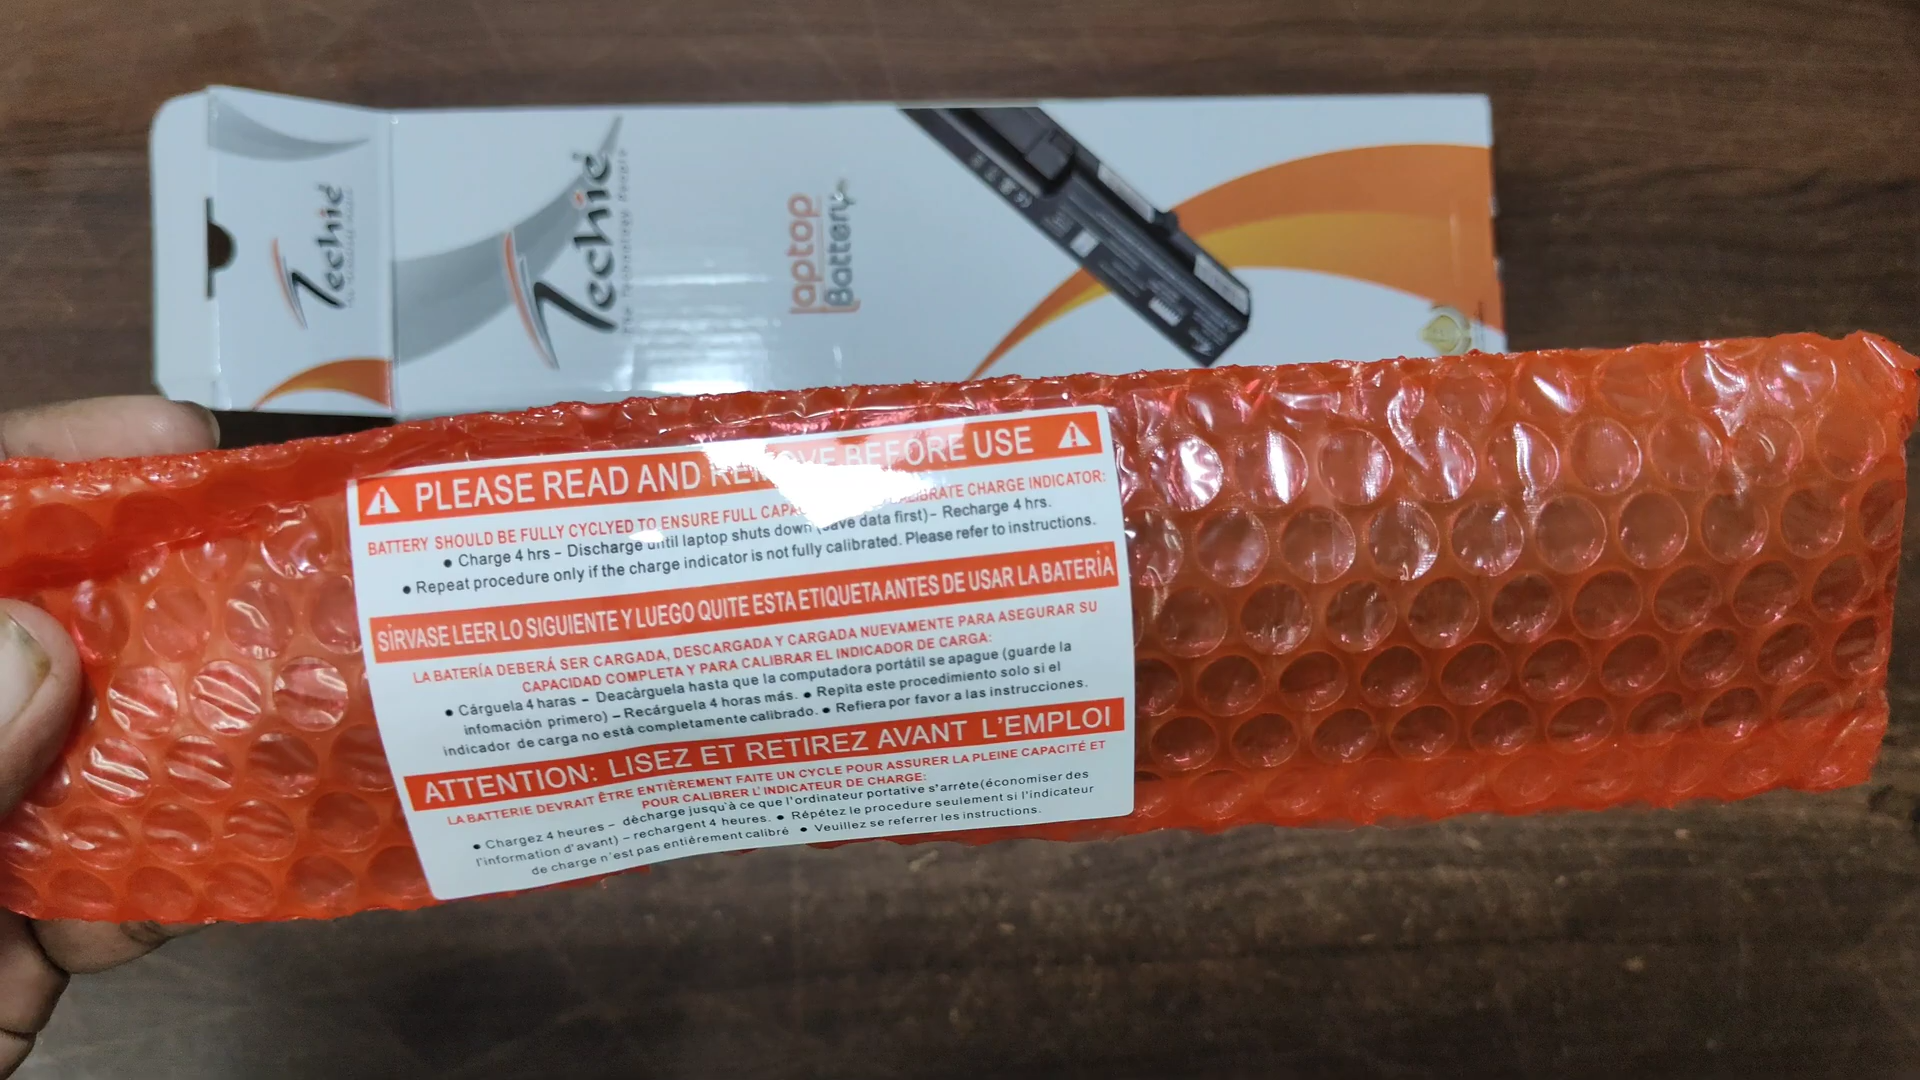 Techie
Techie
The Technology People
laptop
Battery
PLEASE READ AND REMOVE BEFORE USE
BATTERY SHOULD BE FULLY CYCLYED TO ENSURE FULL CAPA CALIBRATE CHARGE INDICATOR:
● Charge 4 hrs – Discharge until laptop shuts down (save data first) – Recharge 4 hrs.
● Repeat procedure only if the charge indicator is not fully calibrated. Please refer to instructions.
SÍRVASE LEER LO SIGUIENTE Y LUEGO QUITE ESTA ETIQUETA ANTES DE USAR LA BATERÌA
LA BATERÍA DEBERÁ SER CARGADA, DESCARGADA Y CARGADA NUEVAMENTE PARA ASEGURAR SU
CAPACIDAD COMPLETA Y PARA CALIBRAR EL INDICADOR DE CARGA:
● Cárguela 4 haras – Deacàrguela hasta que la computadora portátil se apague (guarde la
infomación primero) – Recárguela 4 horas más. ● Repita este procedimiento solo si el
indicador de carga no està completamente calibrado. ● Refiera por favor a las instrucciones.
ATTENTION: LISEZ ET RETIREZ AVANT L'EMPLOI
LA BATTERIE DEVRAIT ÊTRE ENTIÈREMENT FAITE UN CYCLE POUR ASSURER LA PLEINE CAPACITÉ ET
POUR CALIBRER L' INDICATEUR DE CHARGE:
● Chargez 4 heures – dècharge jusqu'à ce que l'ordinateur portative s'arrête(économiser des
l'information d'avant) – rechargent 4 heures. ● Répétez le procedure seulement si l'indicateur
de charge n'est pas entièrement calibré ● Veuillez se referrer les instructions.